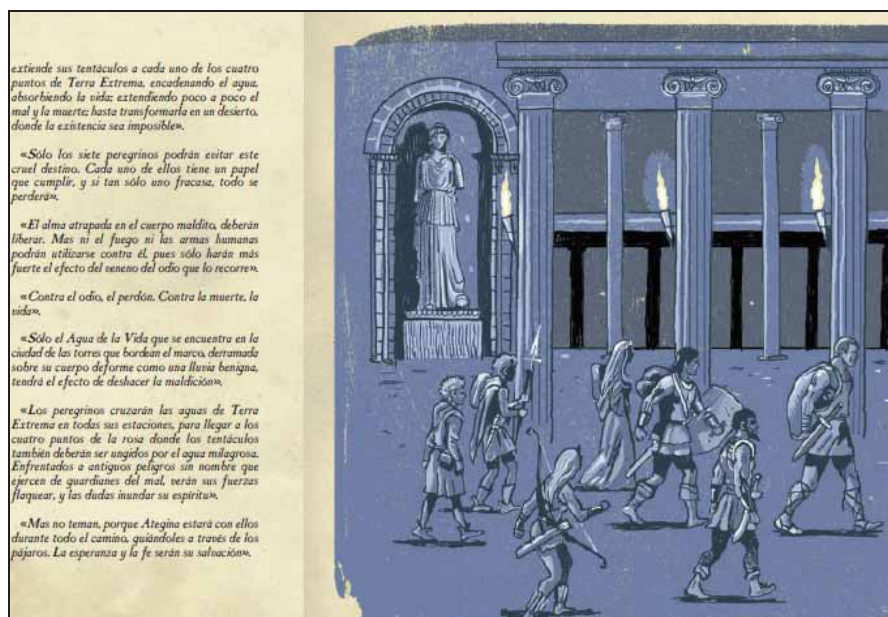 extiende sus tentáculos a cada uno de los cuatro
puntos de Terra Extrema, encadenando el agua,
absorbiendo la vida; extendiendo poco a poco el
mal y la muerte; hasta transformarla en un desierto,
donde la existencia sea imposible».
«Sólo los siete peregrinos podrán evitar este
cruel destino. Cada uno de ellos tiene un papel
que cumplir, y si tan sólo uno fracasa, todo se
perderá».
«El alma atrapada en el cuerpo maldito, deberán
liberar. Mas ni el fuego ni las armas humanas
podrán utilizarse contra él, pues sólo harán más
fuerte el efecto del veneno del odio que lo recorre».
«Contra el odio, el perdón. Contra la muerte, la
vida».
«Sólo el Agua de la Vida que se encuentra en la
ciudad de las torres que bordean el marco, derramada
sobre su cuerpo deforme como una lluvia benigna,
tendrá el efecto de deshacer la maldición».
«Los peregrinos cruzarán las aguas de Terra
Extrema en todas sus estaciones, para llegar a los
cuatro puntos de la rosa donde los tentáculos
también deberán ser ungidos por el agua milagrosa.
Enfrentados a antiguos peligros sin nombre que
ejercen de guardianes del mal, verán sus fuerzas
flaquear, y las dudas inundar su espíritu».
«Mas no teman, porque Ategina estará con ellos
durante todo el camino, guiándoles a través de los
pájaros. La esperanza y la fe serán su salvación».